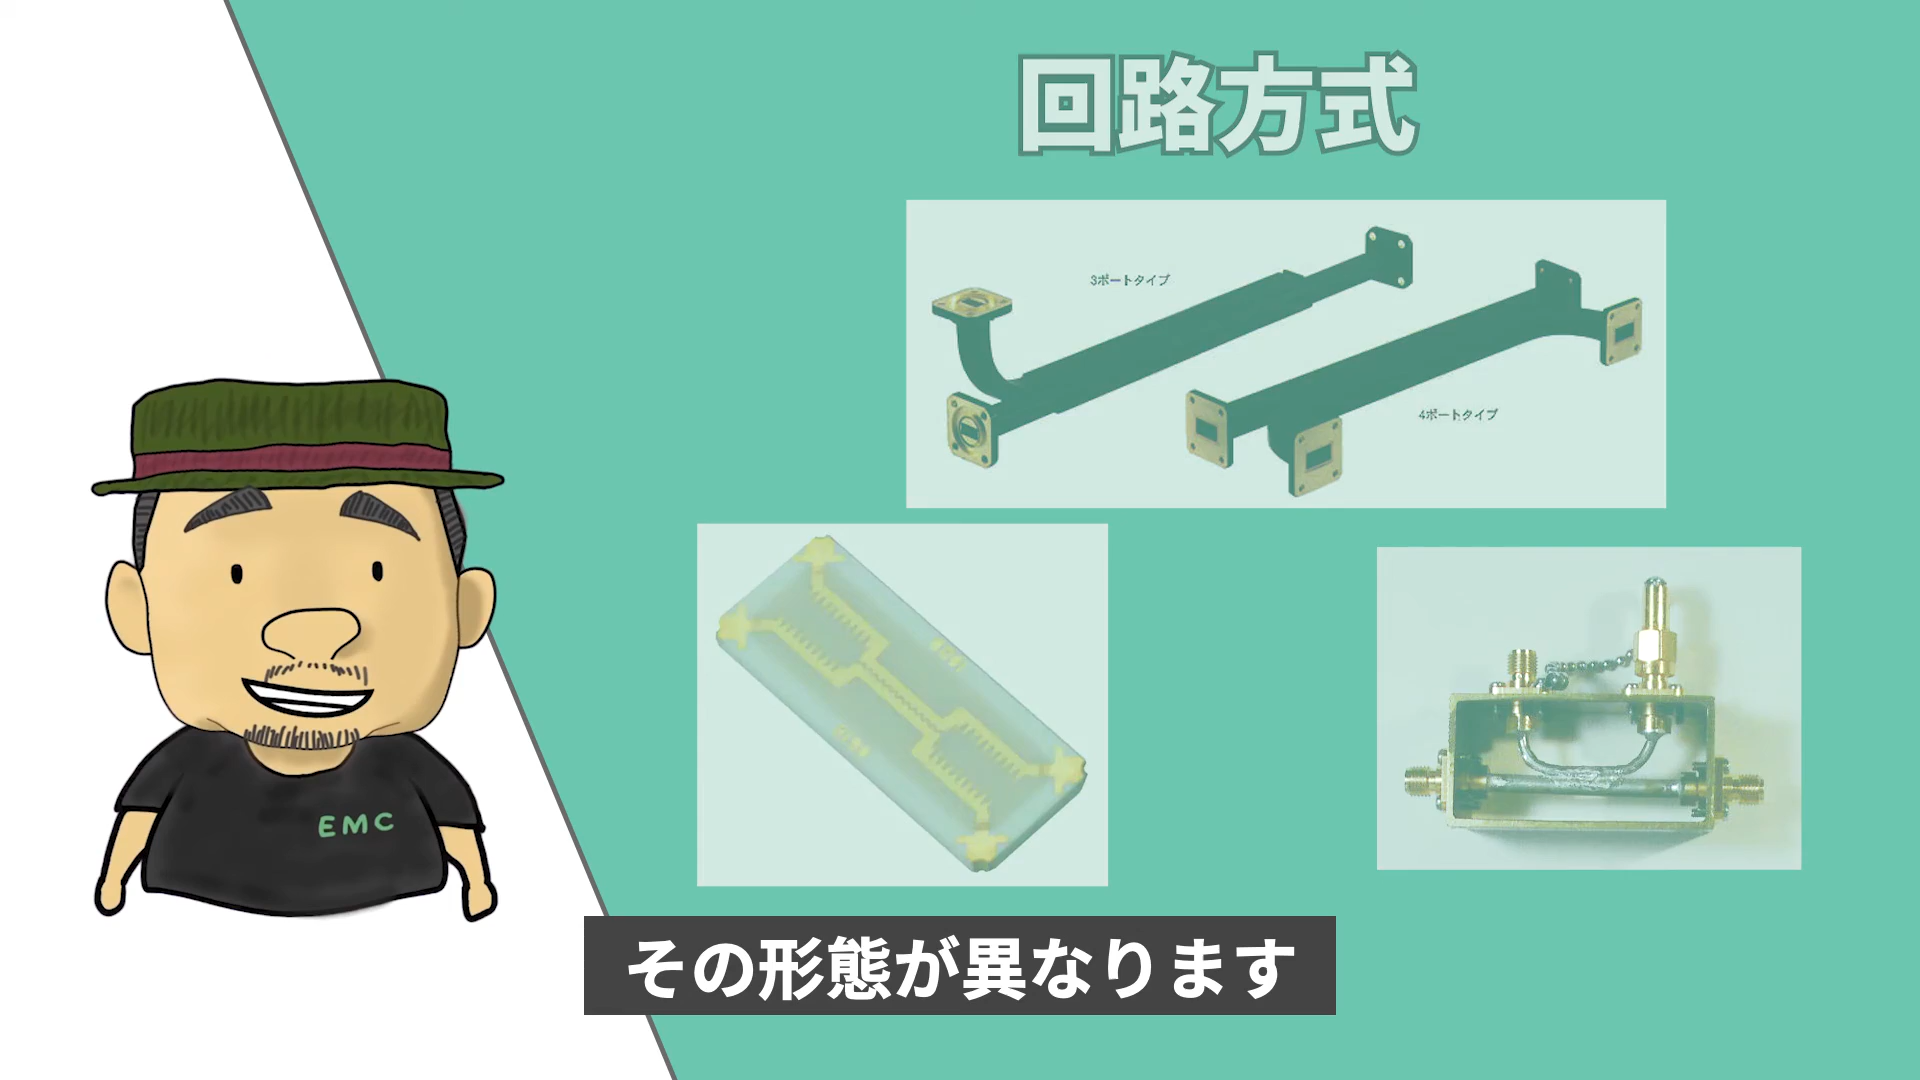 回路方式
3ポートタイプ
4ポートタイプ
EMC
その形態が異なります